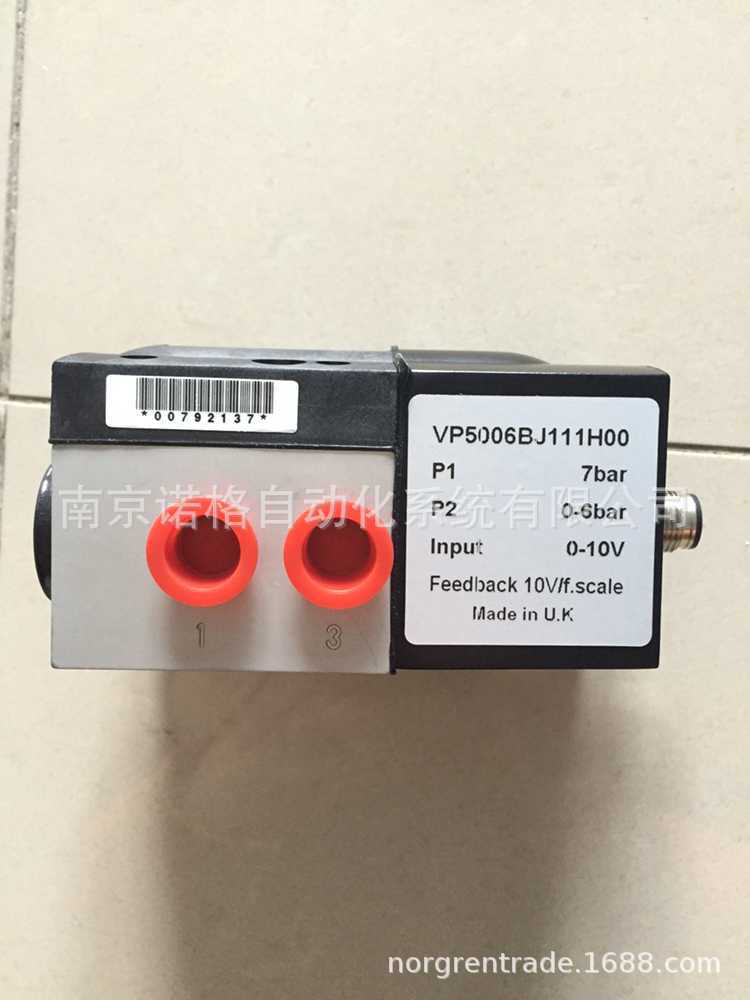 *00792137*
VP5006BJ111H00
P1 7bar
P2 0-6bar
Input 0-10V
Feedback 10V/f.scale
Made in U.K
南京诺格自动化系统有限公司
1 3
norgrentrade.1688.com